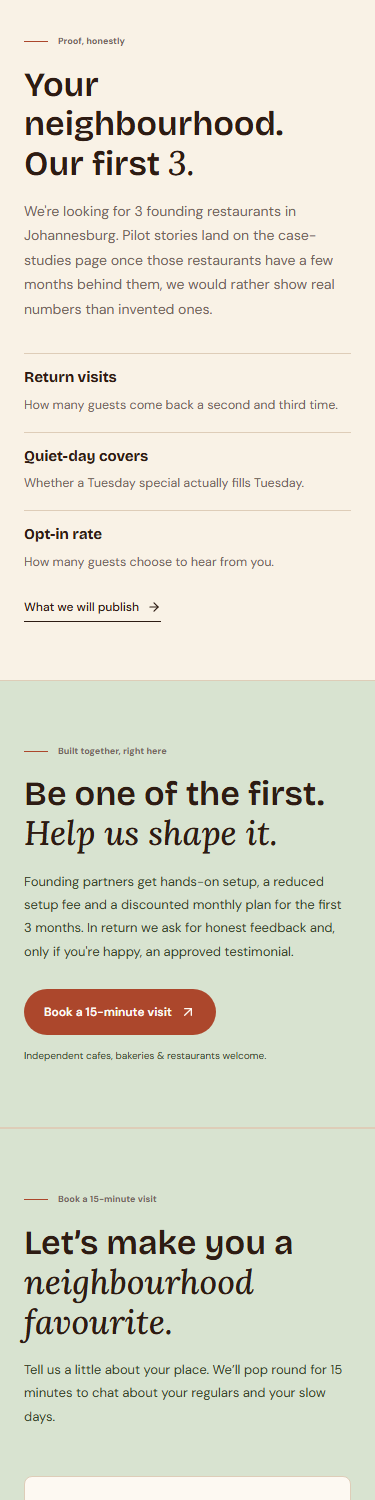 Proof, honestly
Your
neighbourhood.
Our first 3.
We're looking for 3 founding restaurants in
Johannesburg. Pilot stories land on the case-
studies page once those restaurants have a few
months behind them, we would rather show real
numbers than invented ones.
Return visits
How many guests come back a second and third time.
Quiet-day covers
Whether a Tuesday special actually fills Tuesday.
Opt-in rate
How many guests choose to hear from you.
What we will publish →
Built together, right here
Be one of the first.
Help us shape it.
Founding partners get hands-on setup, a reduced
setup fee and a discounted monthly plan for the first
3 months. In return we ask for honest feedback and,
only if you're happy, an approved testimonial.
Book a 15-minute visit ↗
Independent cafes, bakeries & restaurants welcome.
Book a 15-minute visit
Let’s make you a
neighbourhood
favourite.
Tell us a little about your place. We’ll pop round for 15
minutes to chat about your regulars and your slow
days.